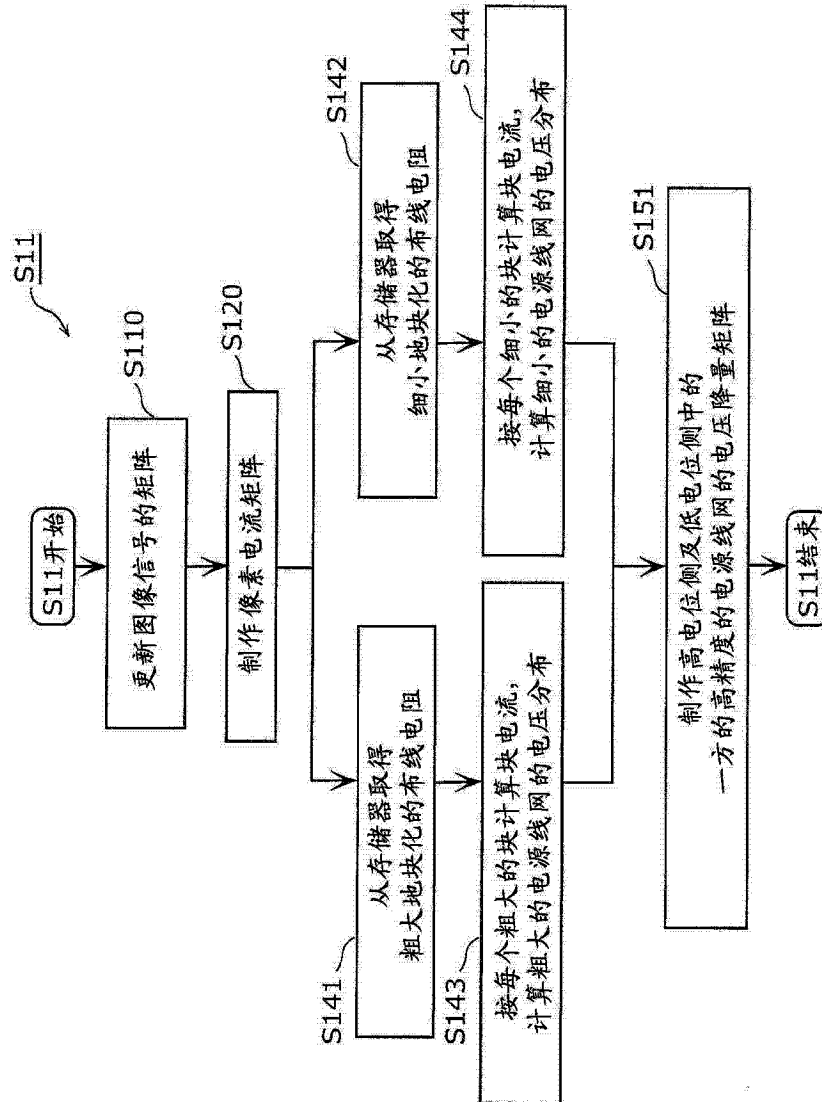 S11
S11开始
S110
更新图像信号的矩阵
S120
制作像素电流矩阵
S141
从存储器取得
粗大地块化的布线电阻
S142
从存储器取得
细小地块化的布线电阻
S143
按每个粗大的块计算块电流，
计算粗大的电源线网的电压分布
S144
按每个细小的块计算块电流，
计算细小的电源线网的电压分布
S151
制作高电位侧及低电位侧中的
一方的高精度的电源线网的电压降量矩阵
S11结束